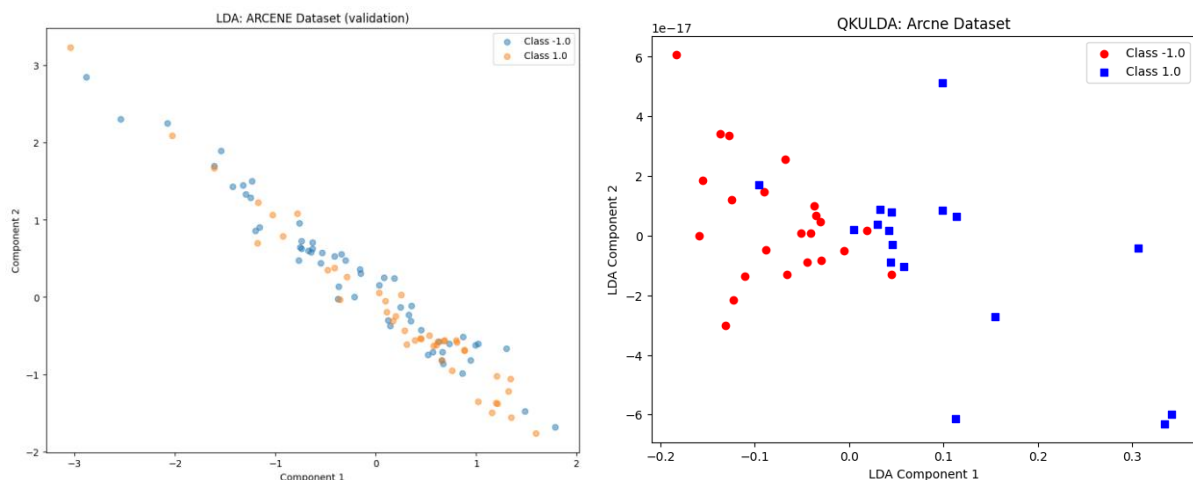 LDA: ARCENE Dataset (validation)
Class -1.0
Class 1.0
3
2
1
0
−1
−2
Component 2
−3
−2
−1
0
1
2
Component 1
QKULDA: Arcne Dataset
1e−17
Class -1.0
Class 1.0
6
4
2
0
−2
−4
−6
LDA Component 2
−0.2
−0.1
0.0
0.1
0.2
0.3
LDA Component 1